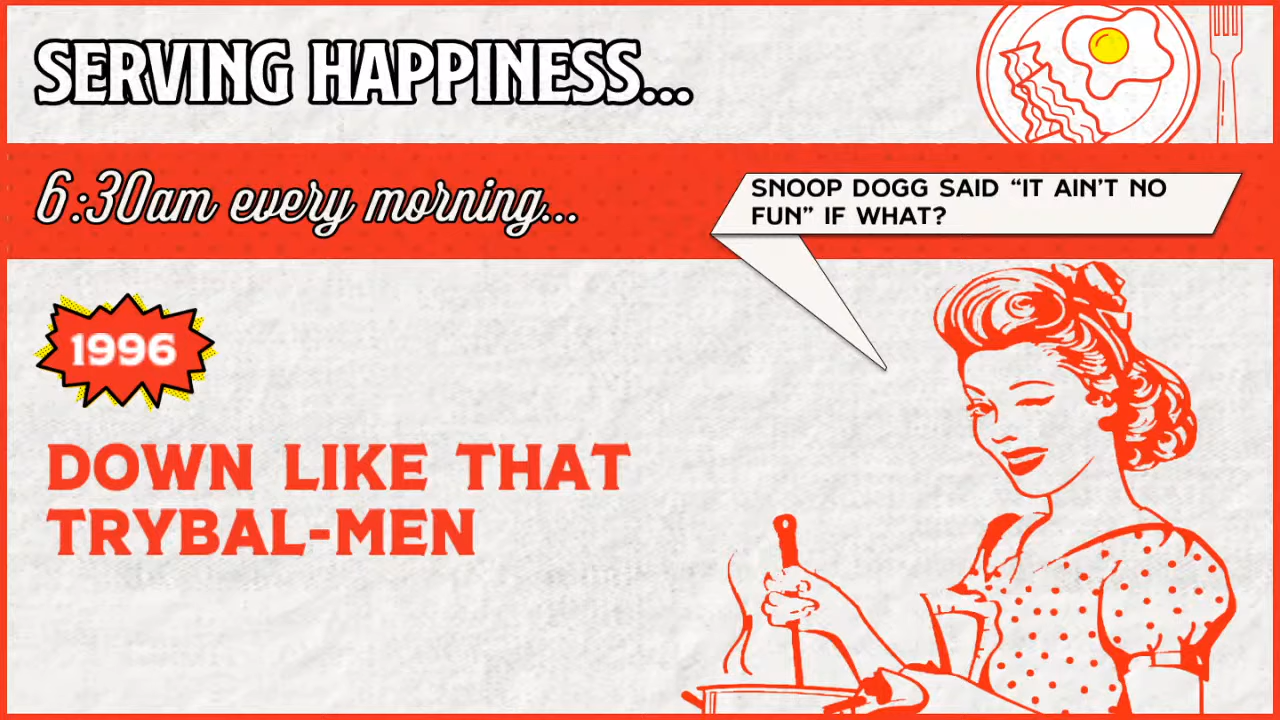 SERVING HAPPINESS...
6:30am every morning...
SNOOP DOGG SAID “IT AIN'T NO
FUN” IF WHAT?
1996
DOWN LIKE THAT
TRYBAL-MEN